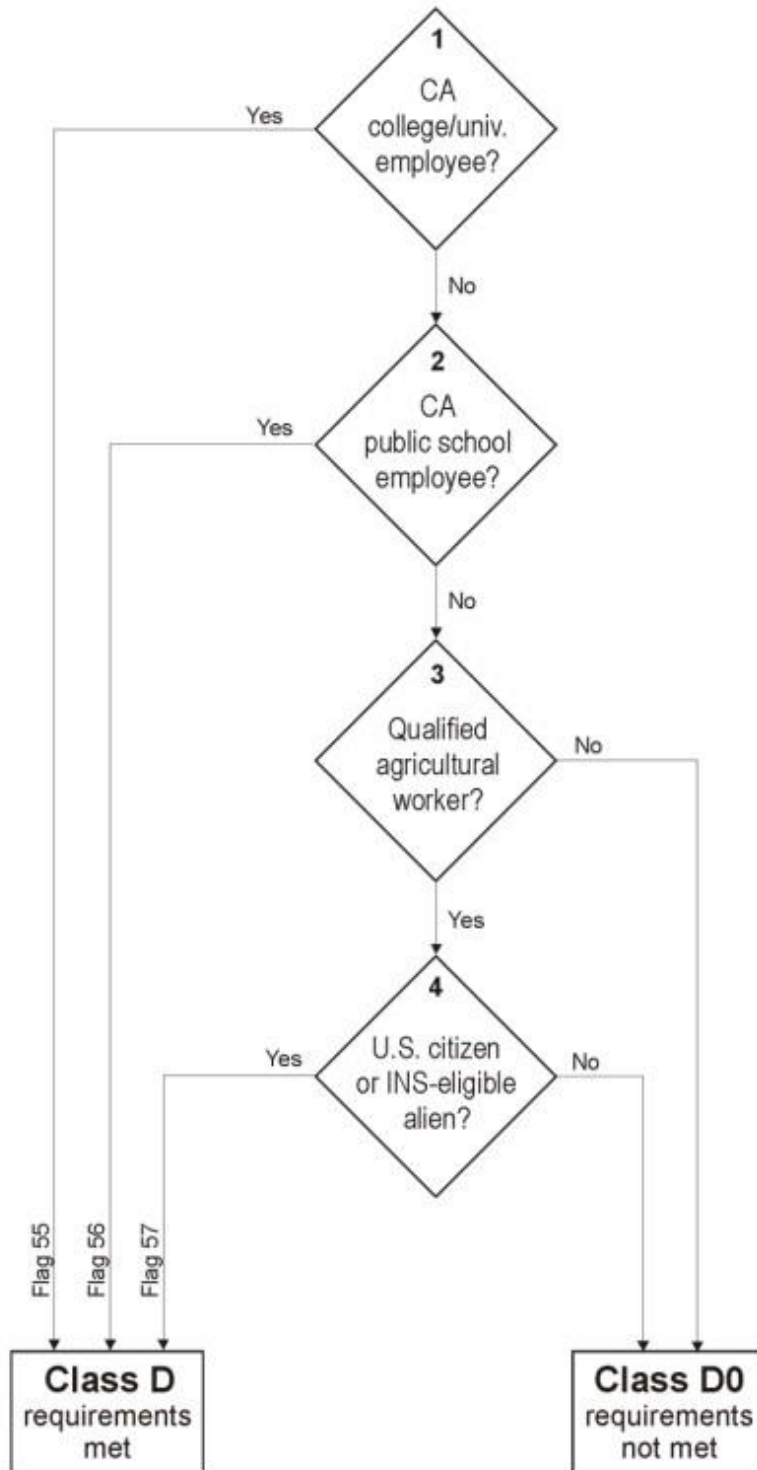 1
CA
college/univ.
employee?
Yes
No
2
CA
public school
employee?
Yes
No
3
Qualified
agricultural
worker?
No
Yes
4
U.S. citizen
or INS-eligible
alien?
Yes
No
Flag 55
Flag 56
Flag 57
Class D
requirements
met
Class D0
requirements
not met